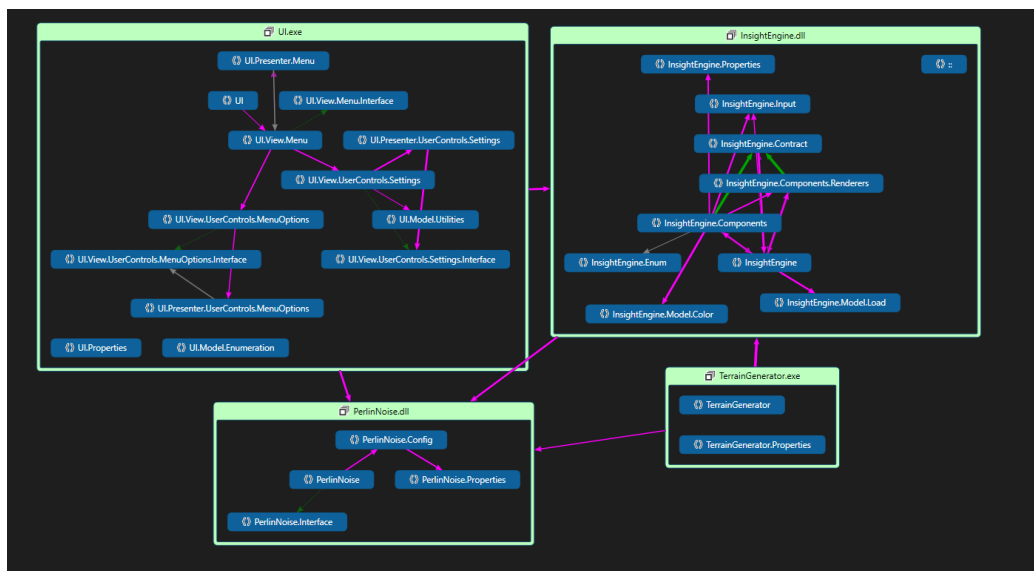 UI.exe
UI.Presenter.Menu
UI
UI.View.Menu.Interface
UI.View.Menu
UI.Presenter.UserControls.Settings
UI.View.UserControls.Settings
UI.View.UserControls.MenuOptions
UI.Model.Utilities
UI.View.UserControls.MenuOptions.Interface
UI.View.UserControls.Settings.Interface
UI.Presenter.UserControls.MenuOptions
UI.Properties
UI.Model.Enumeration
InsightEngine.dll
InsightEngine.Properties
::
InsightEngine.Input
InsightEngine.Contract
InsightEngine.Components.Renderers
InsightEngine.Components
InsightEngine.Enum
InsightEngine
InsightEngine.Model.Load
InsightEngine.Model.Color
TerrainGenerator.exe
TerrainGenerator
TerrainGenerator.Properties
PerlinNoise.dll
PerlinNoise.Config
PerlinNoise
PerlinNoise.Properties
PerlinNoise.Interface